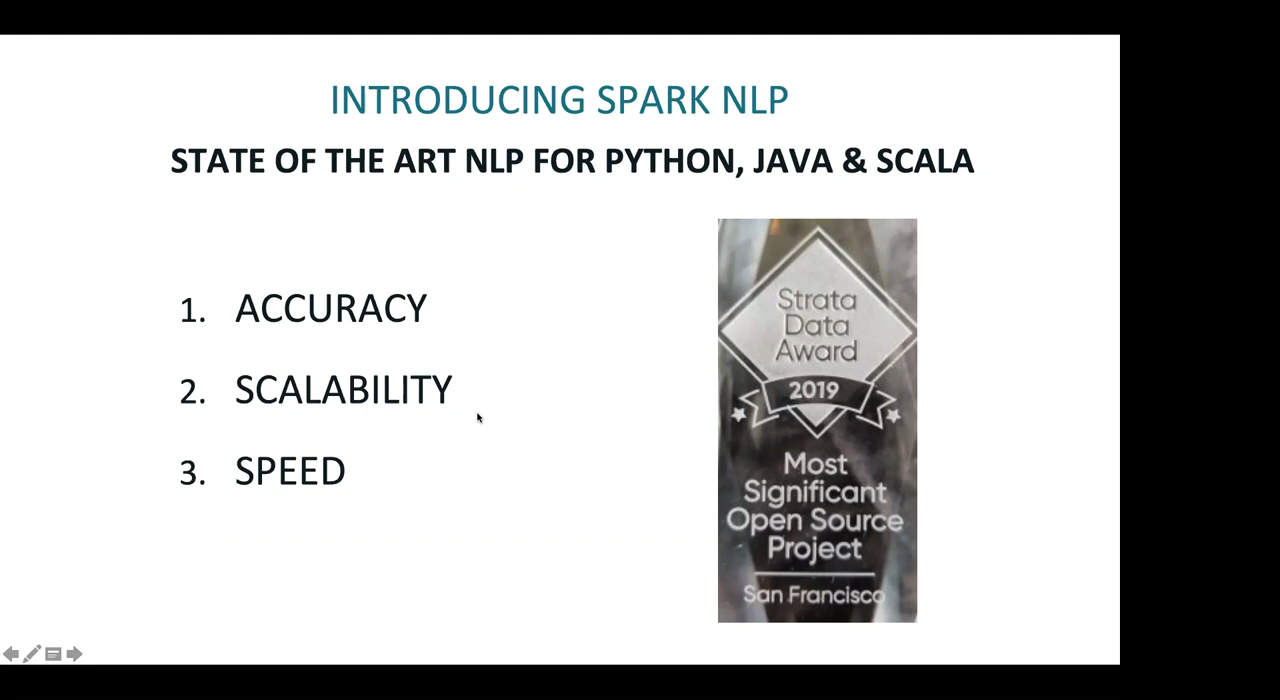 INTRODUCING SPARK NLP
STATE OF THE ART NLP FOR PYTHON, JAVA & SCALA
1. ACCURACY
2. SCALABILITY
3. SPEED
Strata
Data
Award
2019
Most
Significant
Open Source
Project
San Francisco